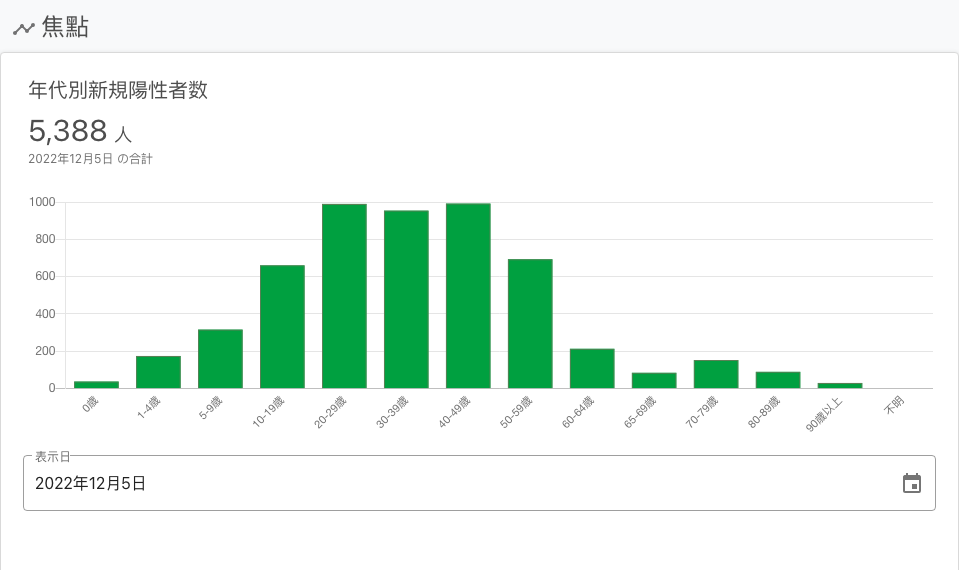 焦點
年代別新規陽性者数
5,388 人
2022年12月5日 の合計
1000
800
600
400
200
0
0歳 1-4歳 5-9歳 10-19歳 20-29歳 30-39歳 40-49歳 50-59歳 60-64歳 65-69歳 70-79歳 80-89歳 90歳以上 不明
表示日
2022年12月5日